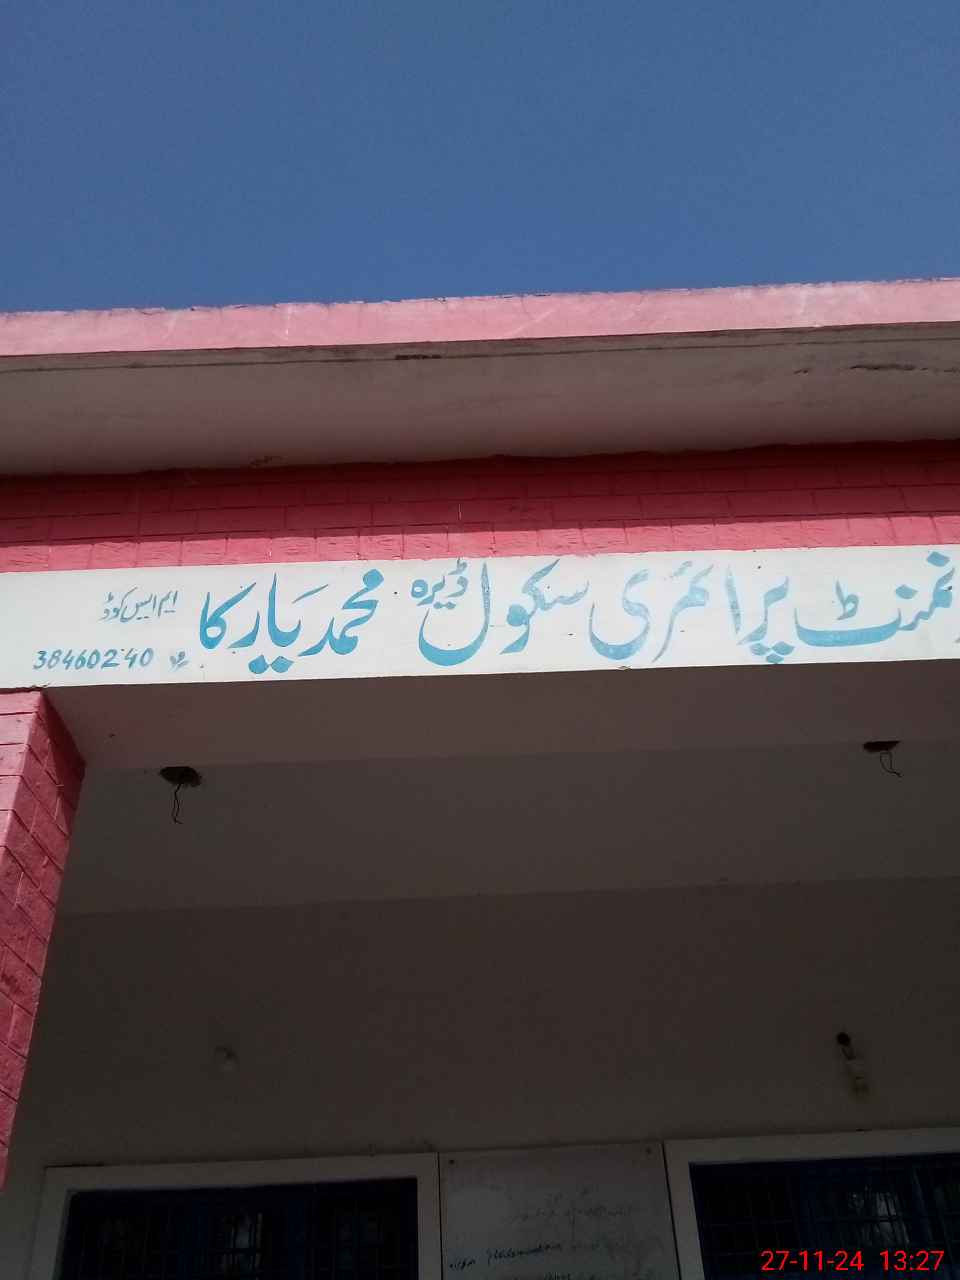 نمنٹ پرائمری سکول ڈیرہ محمد یار کا
ایم ایس کوڈ
38460240
27-11-24 13:27